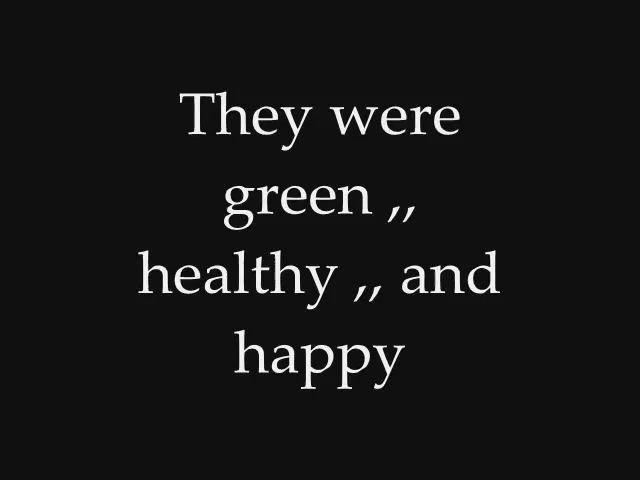 They were
green ,,
healthy ,, and
happy